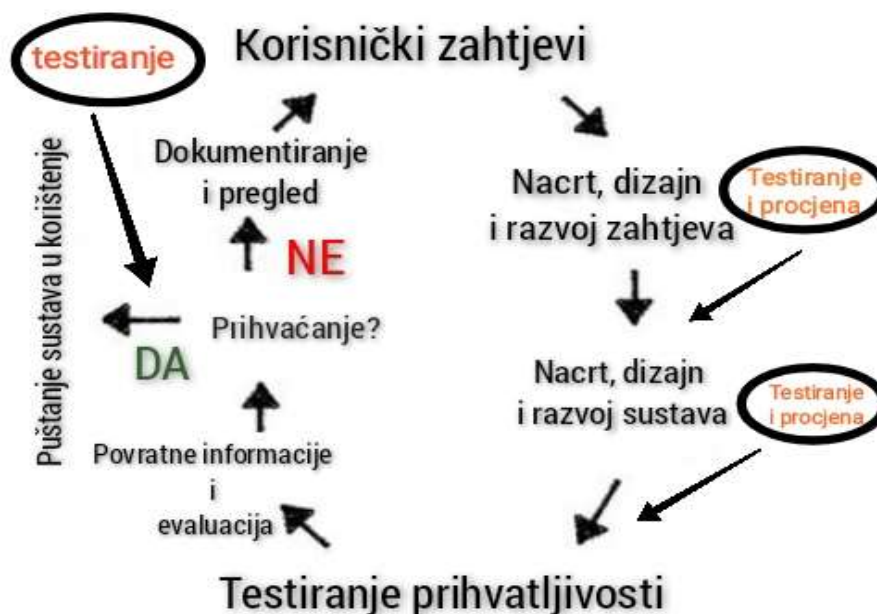 testiranje
Korisnički zahtjevi
Dokumentiranje
i pregled
Nacrt, dizajn
i razvoj zahtjeva
Testiranje
i procjena
NE
Puštanje sustava u korištenje
Prihvaćanje?
DA
Nacrt, dizajn
i razvoj sustava
Testiranje
i procjena
Povratne informacije
i
evaluacija
Testiranje prihvatljivosti